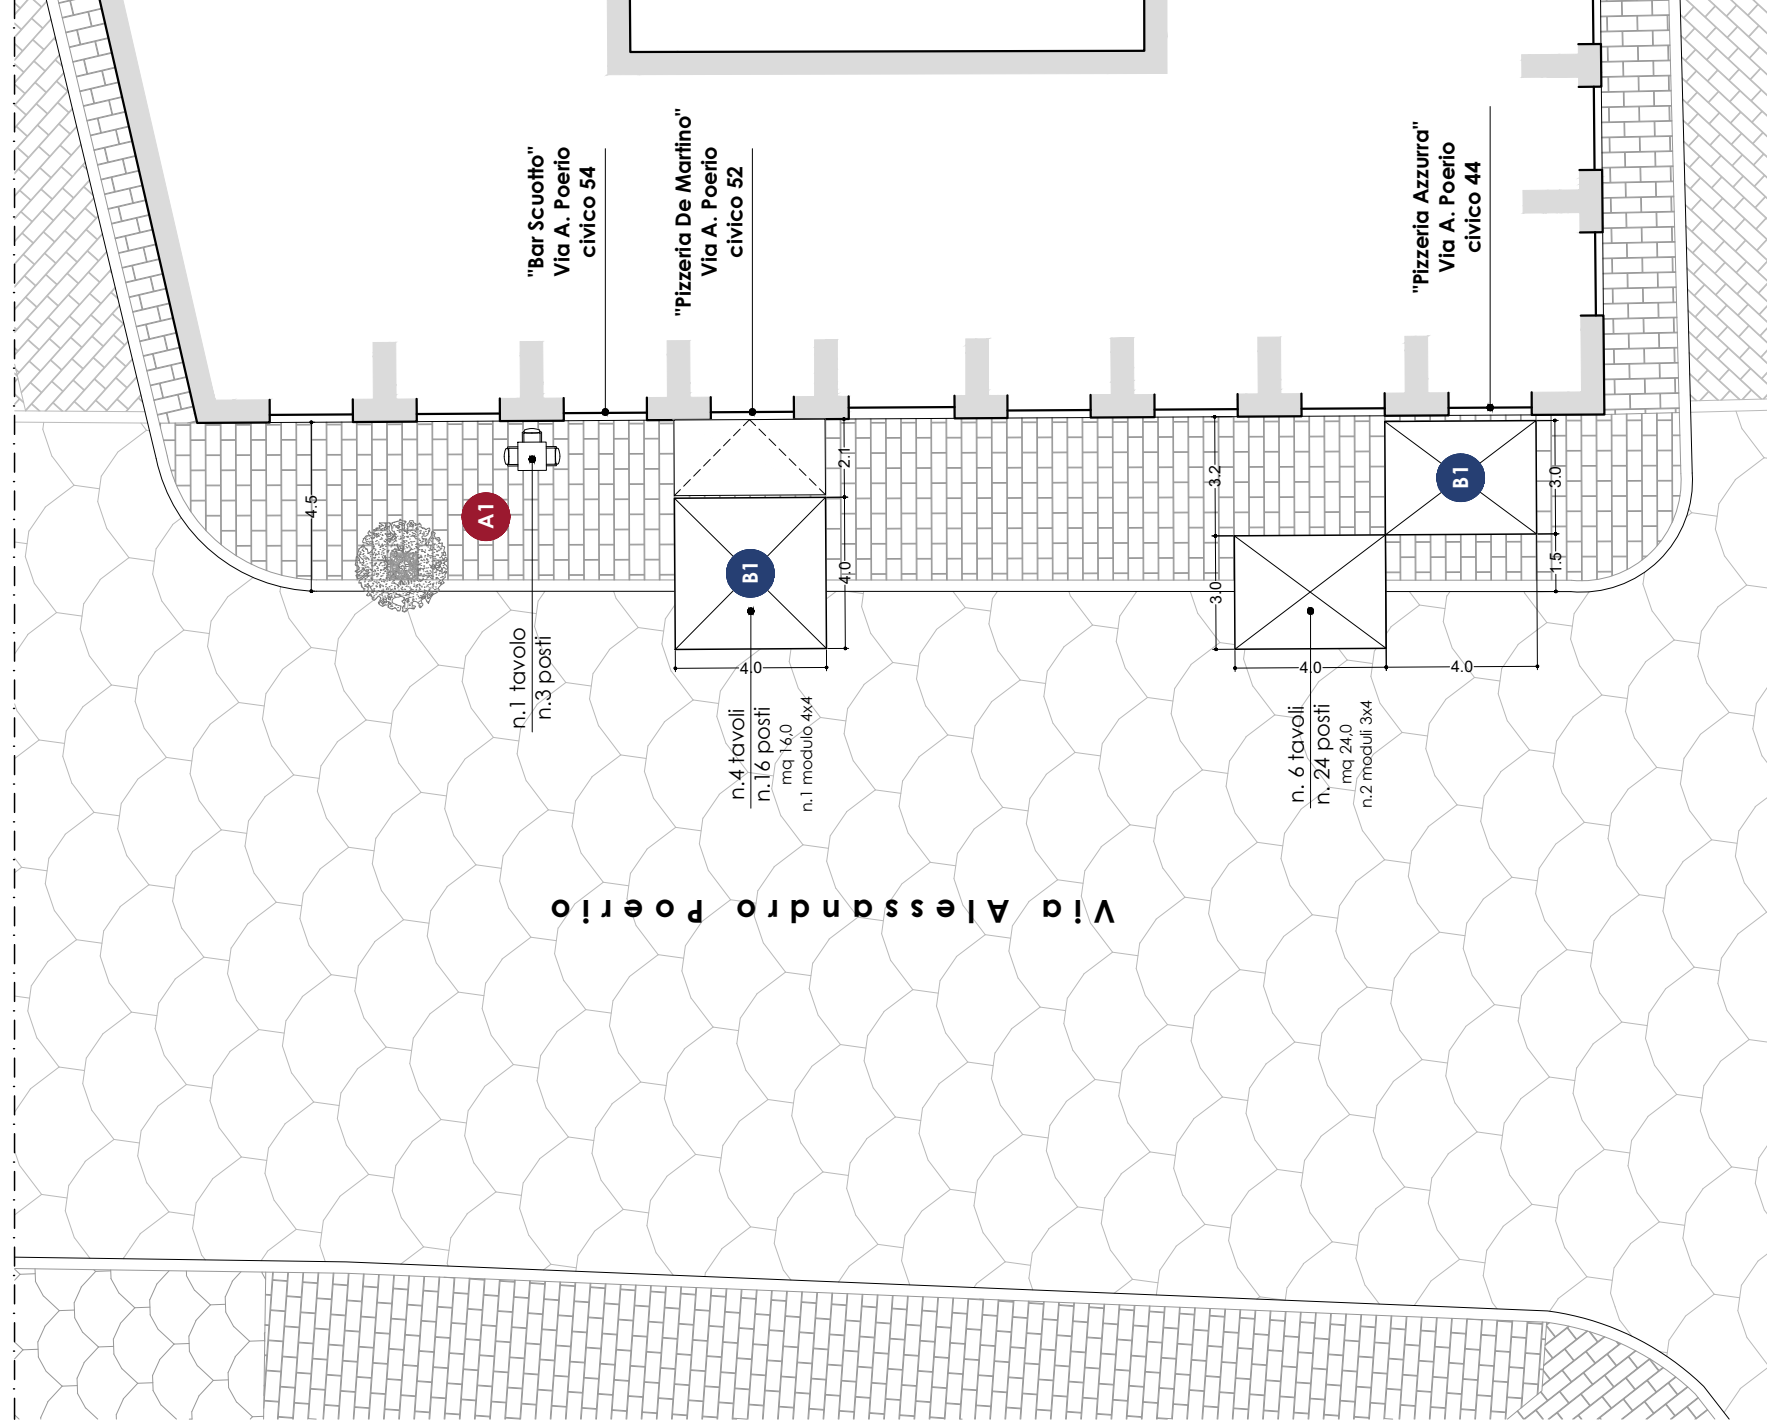 "Bar Scuotto"
Via A. Poerio
civico 54
"Pizzeria De Martino"
Via A. Poerio
civico 52
"Pizzeria Azzurra"
Via A. Poerio
civico 44
4.5
A1
2.1
4.0
B1
4.0
3.2
3.0
B1
3.0
1.5
4.0
4.0
n.1 tavolo
n.3 posti
n.4 tavoli
n.16 posti
mq 16,0
n.1 modulo 4x4
n. 6 tavoli
n. 24 posti
mq 24,0
n.2 moduli 3x4
Via Alessandro Poerio